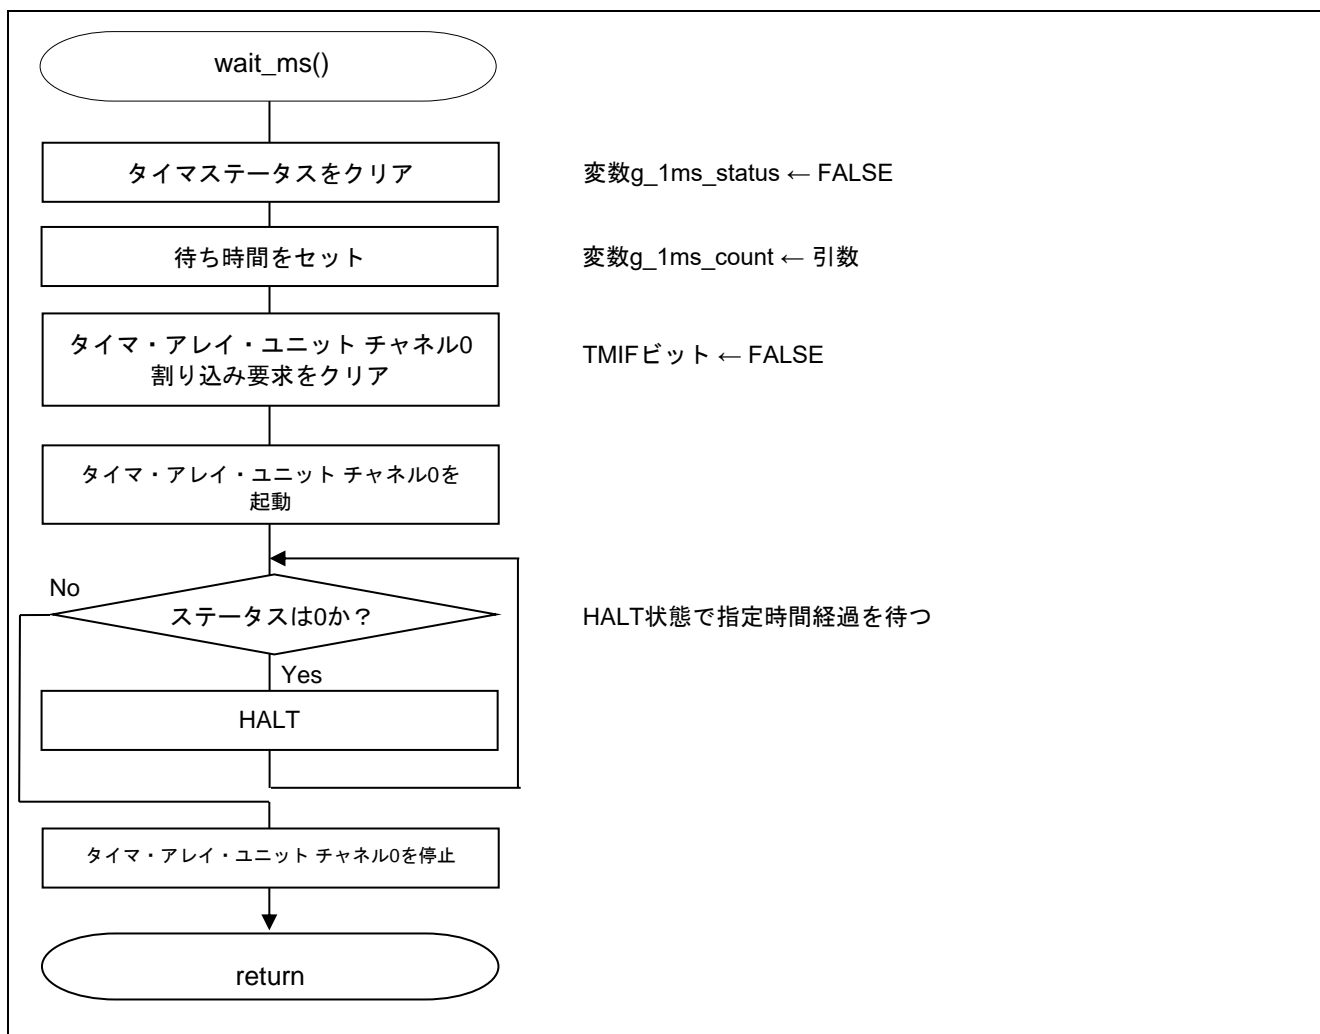 wait_ms()
タイマステータスをクリア
変数g_1ms_status ← FALSE
待ち時間をセット
変数g_1ms_count ← 引数
タイマ・アレイ・ユニット チャネル0
割り込み要求をクリア
TMIFビット ← FALSE
タイマ・アレイ・ユニット チャネル0を
起動
No
ステータスは0か？
HALT状態で指定時間経過を待つ
Yes
HALT
タイマ・アレイ・ユニット チャネル0を停止
return